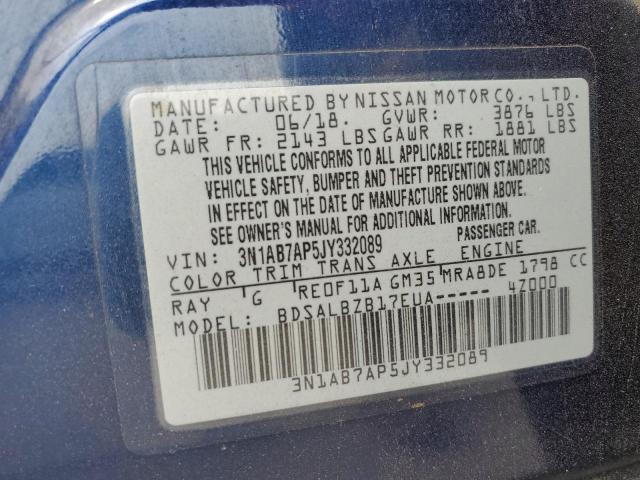 MANUFACTURED BY NISSAN MOTOR CO., LTD.
DATE: 06/18. GVWR: 3876 LBS
GAWR FR: 2143 LBS GAWR RR: 1881 LBS
THIS VEHICLE CONFORMS TO ALL APPLICABLE FEDERAL MOTOR
VEHICLE SAFETY, BUMPER AND THEFT PREVENTION STANDARDS
IN EFFECT ON THE DATE OF MANUFACTURE SHOWN ABOVE.
SEE OWNER'S MANUAL FOR ADDITIONAL INFORMATION.
VIN: 3N1AB7AP5JY332089 PASSENGER CAR.
COLOR TRIM TRANS AXLE ENGINE
RAY G RE0F11A GM35 MRA8DE 1798 CC
MODEL: BDSALBZB17EUA----- 4Z000
3N1AB7AP5JY332089